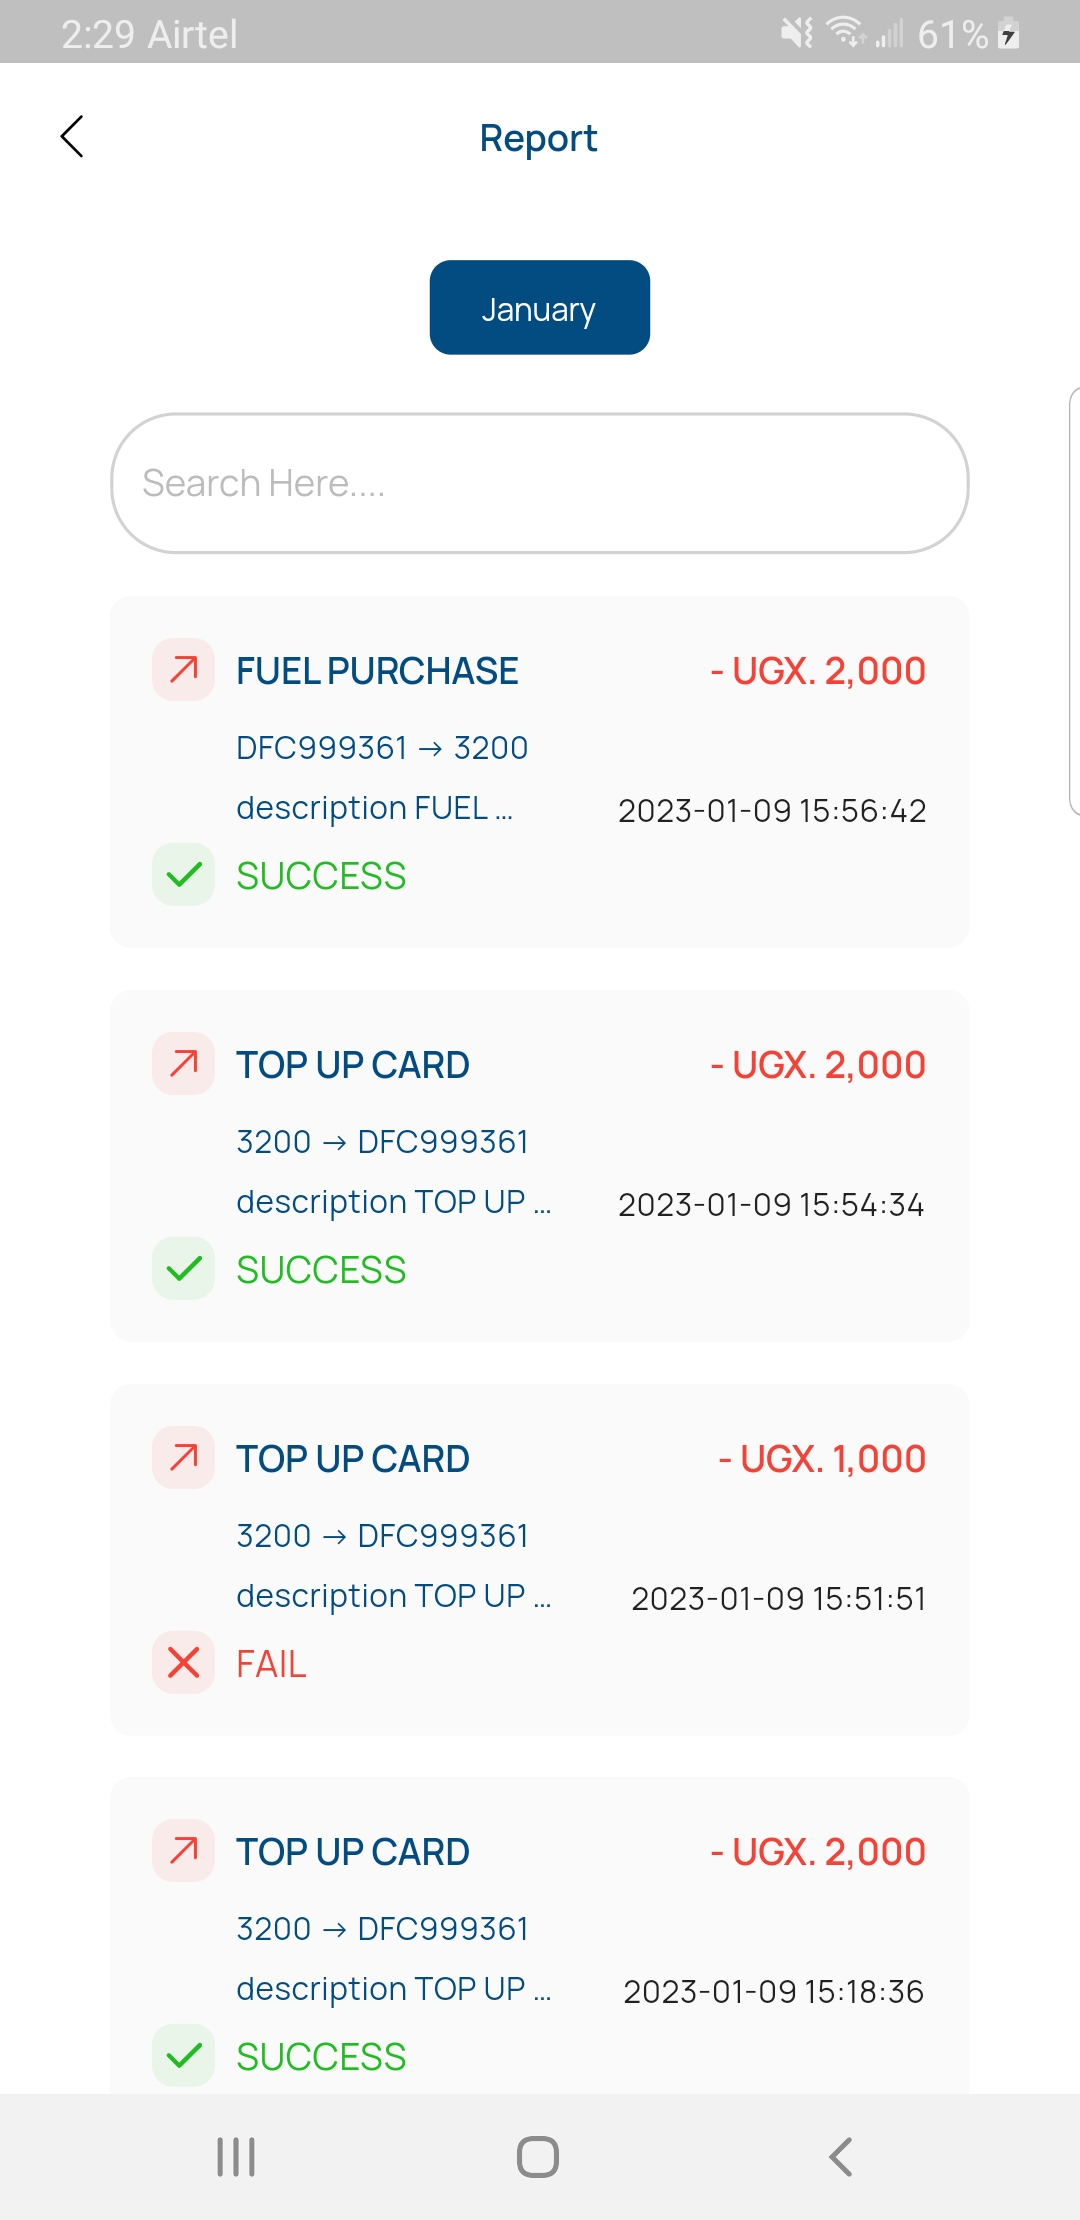 2:29 Airtel 61%
Report
January
Search Here....
FUEL PURCHASE - UGX. 2,000
DFC999361 → 3200
description FUEL ... 2023-01-09 15:56:42
SUCCESS
TOP UP CARD - UGX. 2,000
3200 → DFC999361
description TOP UP ... 2023-01-09 15:54:34
SUCCESS
TOP UP CARD - UGX. 1,000
3200 → DFC999361
description TOP UP ... 2023-01-09 15:51:51
FAIL
TOP UP CARD - UGX. 2,000
3200 → DFC999361
description TOP UP ... 2023-01-09 15:18:36
SUCCESS